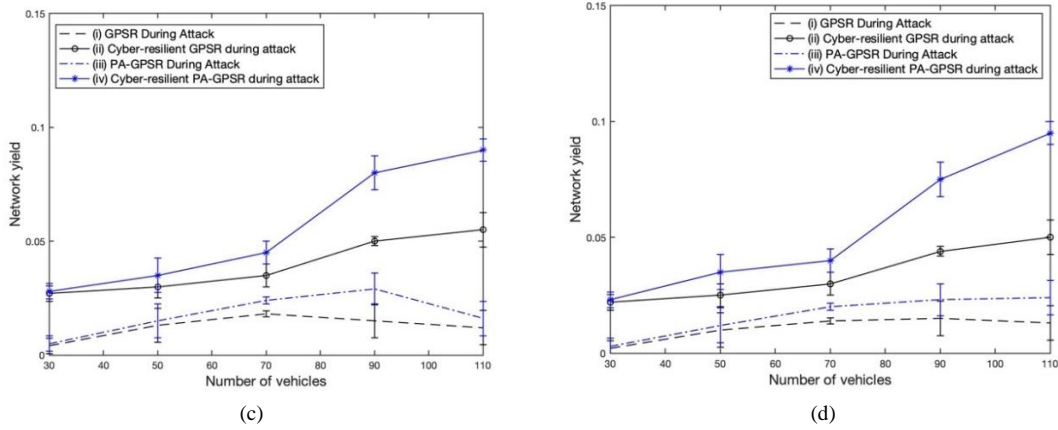 0.15
(i) GPSR During Attack
(ii) Cyber-resilient GPSR during attack
(iii) PA-GPSR During Attack
(iv) Cyber-resilient PA-GPSR during attack
0.1
Network yield
0.05
0
30 40 50 60 70 80 90 100 110
Number of vehicles
(c)
0.15
(i) GPSR During Attack
(ii) Cyber-resilient GPSR during attack
(iii) PA-GPSR During Attack
(iv) Cyber-resilient PA-GPSR during attack
0.1
Network yield
0.05
0
30 40 50 60 70 80 90 100 110
Number of vehicles
(d)